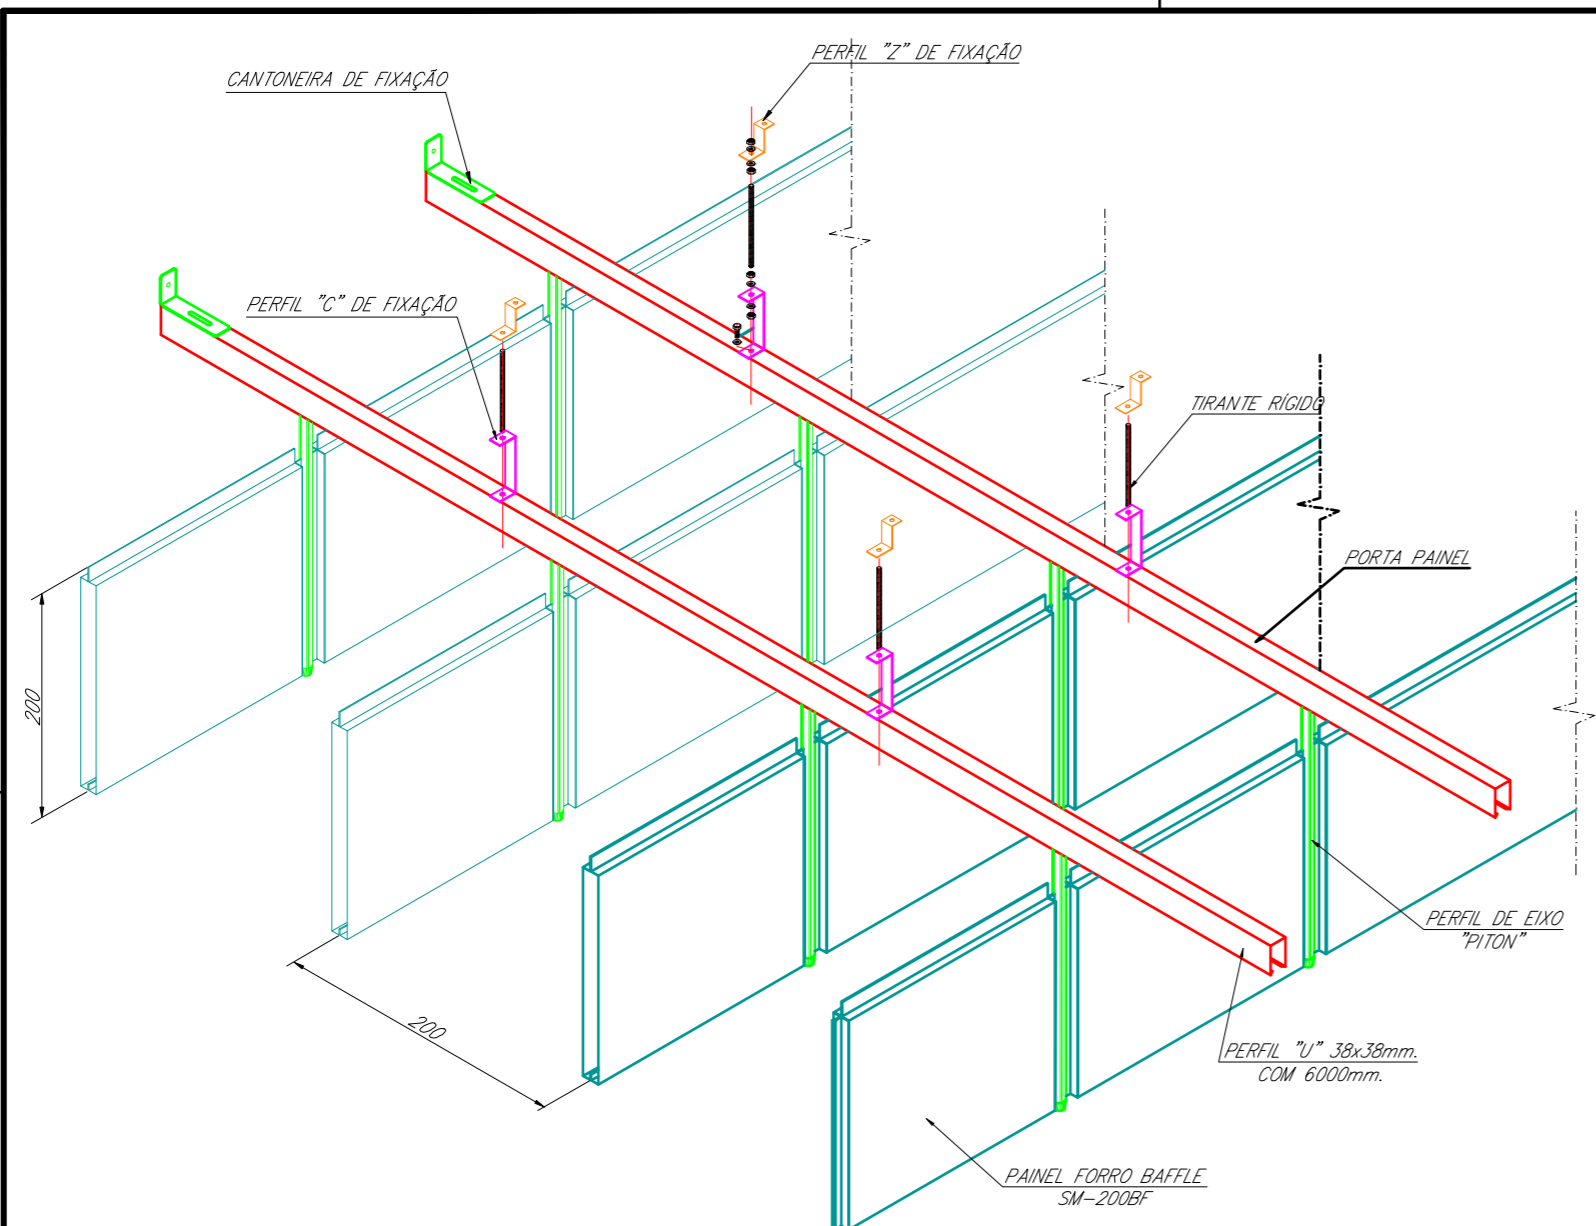 PERFIL "Z" DE FIXAÇÃO
CANTONEIRA DE FIXAÇÃO
PERFIL "C" DE FIXAÇÃO
TIRANTE RÍGIDO
PORTA PAINEL
200
PERFIL DE EIXO
"PITON"
200
PERFIL "U" 38x38mm.
COM 6000mm.
PAINEL FORRO BAFFLE
SM-200BF